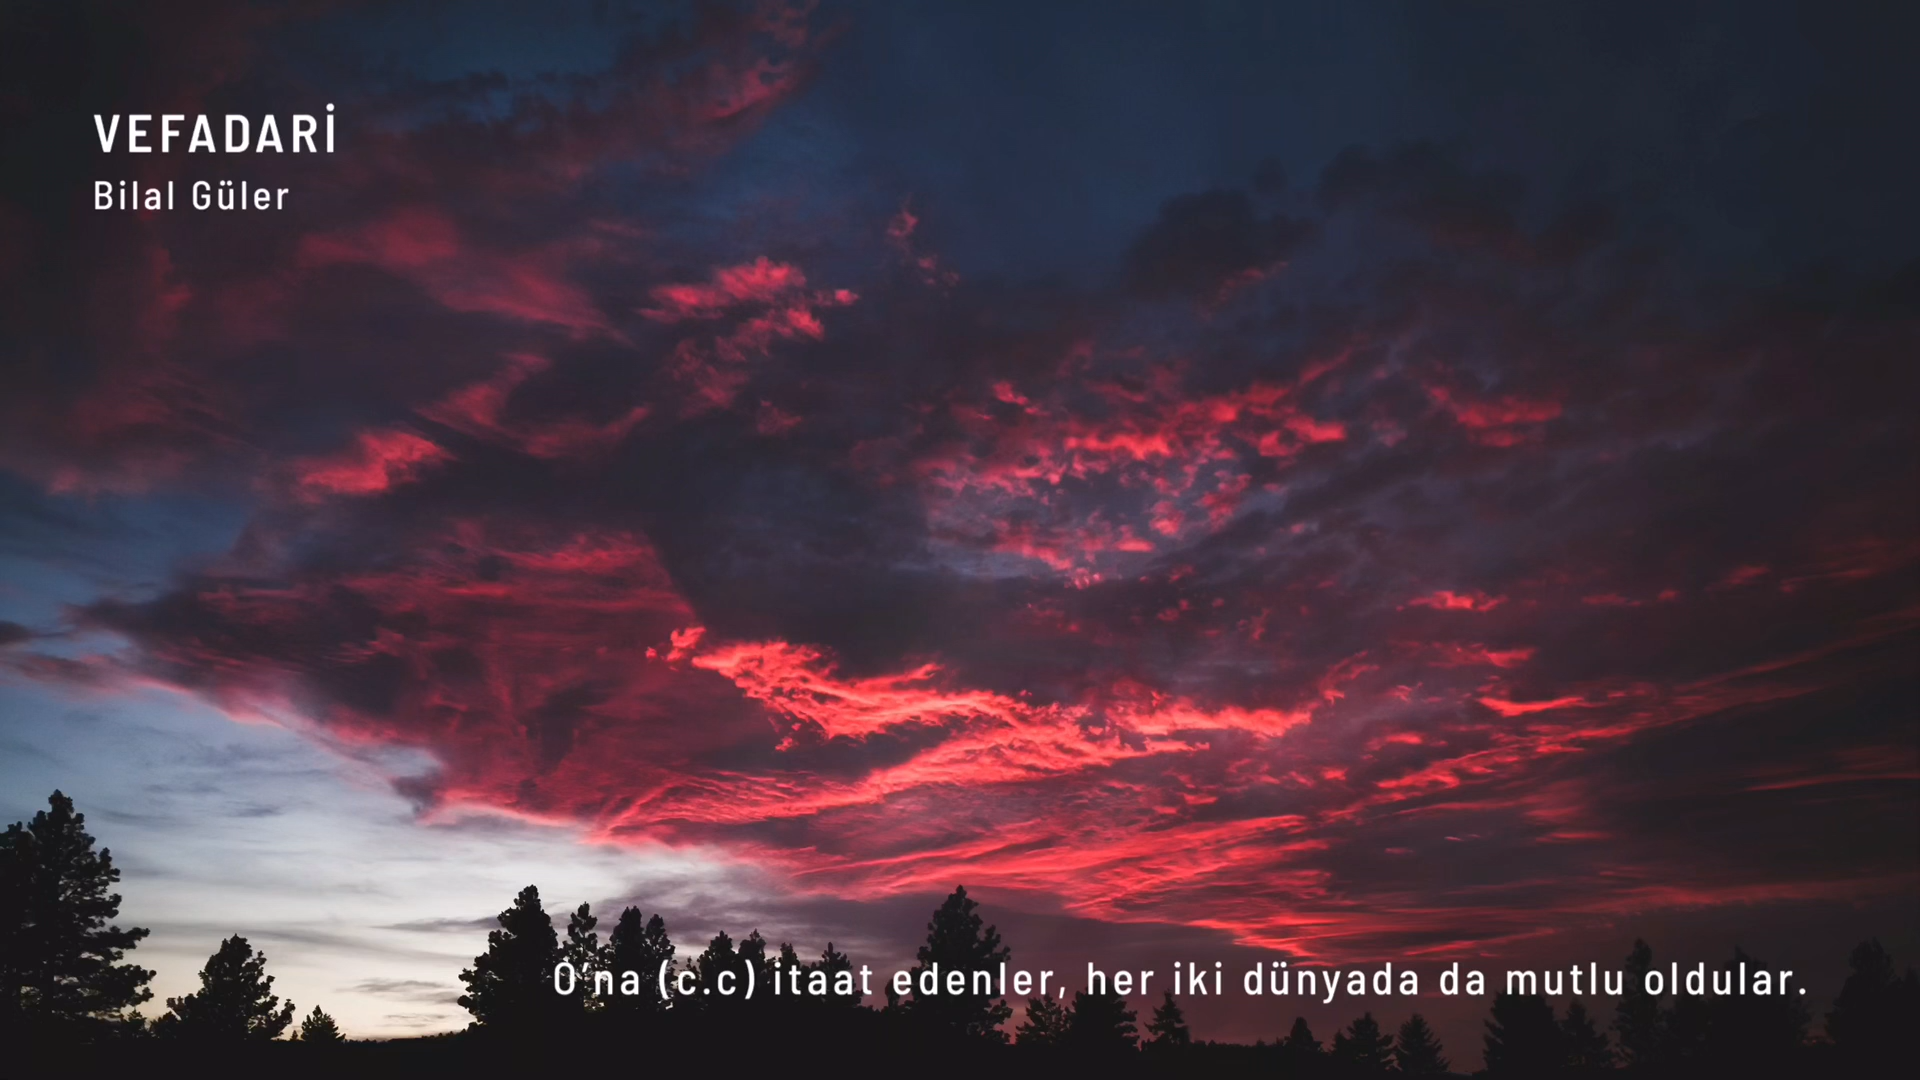 VEFADARİ
Bilal Güler
O'na (c.c) itaat edenler, her iki dünyada da mutlu oldular.